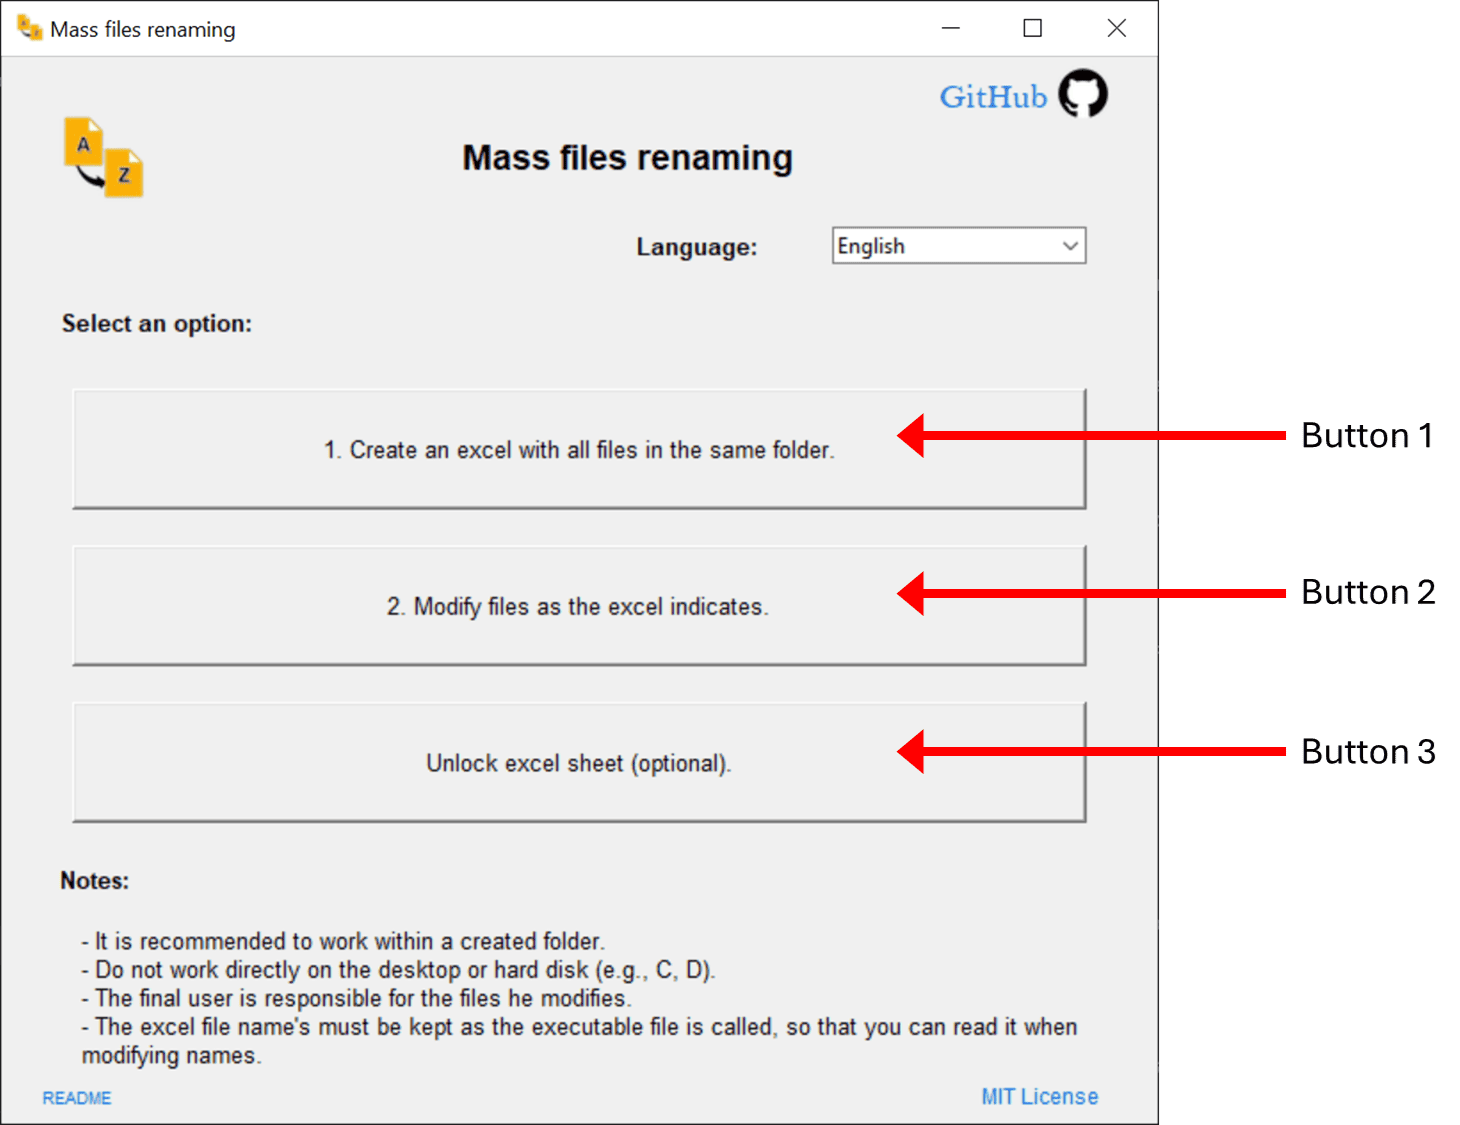 Mass files renaming
GitHub
A
Z
Mass files renaming
Language:
English
Select an option:
1. Create an excel with all files in the same folder.
Button 1
2. Modify files as the excel indicates.
Button 2
Unlock excel sheet (optional).
Button 3
Notes:
- It is recommended to work within a created folder.
- Do not work directly on the desktop or hard disk (e.g., C, D).
- The final user is responsible for the files he modifies.
- The excel file name's must be kept as the executable file is called, so that you can read it when
modifying names.
README
MIT License